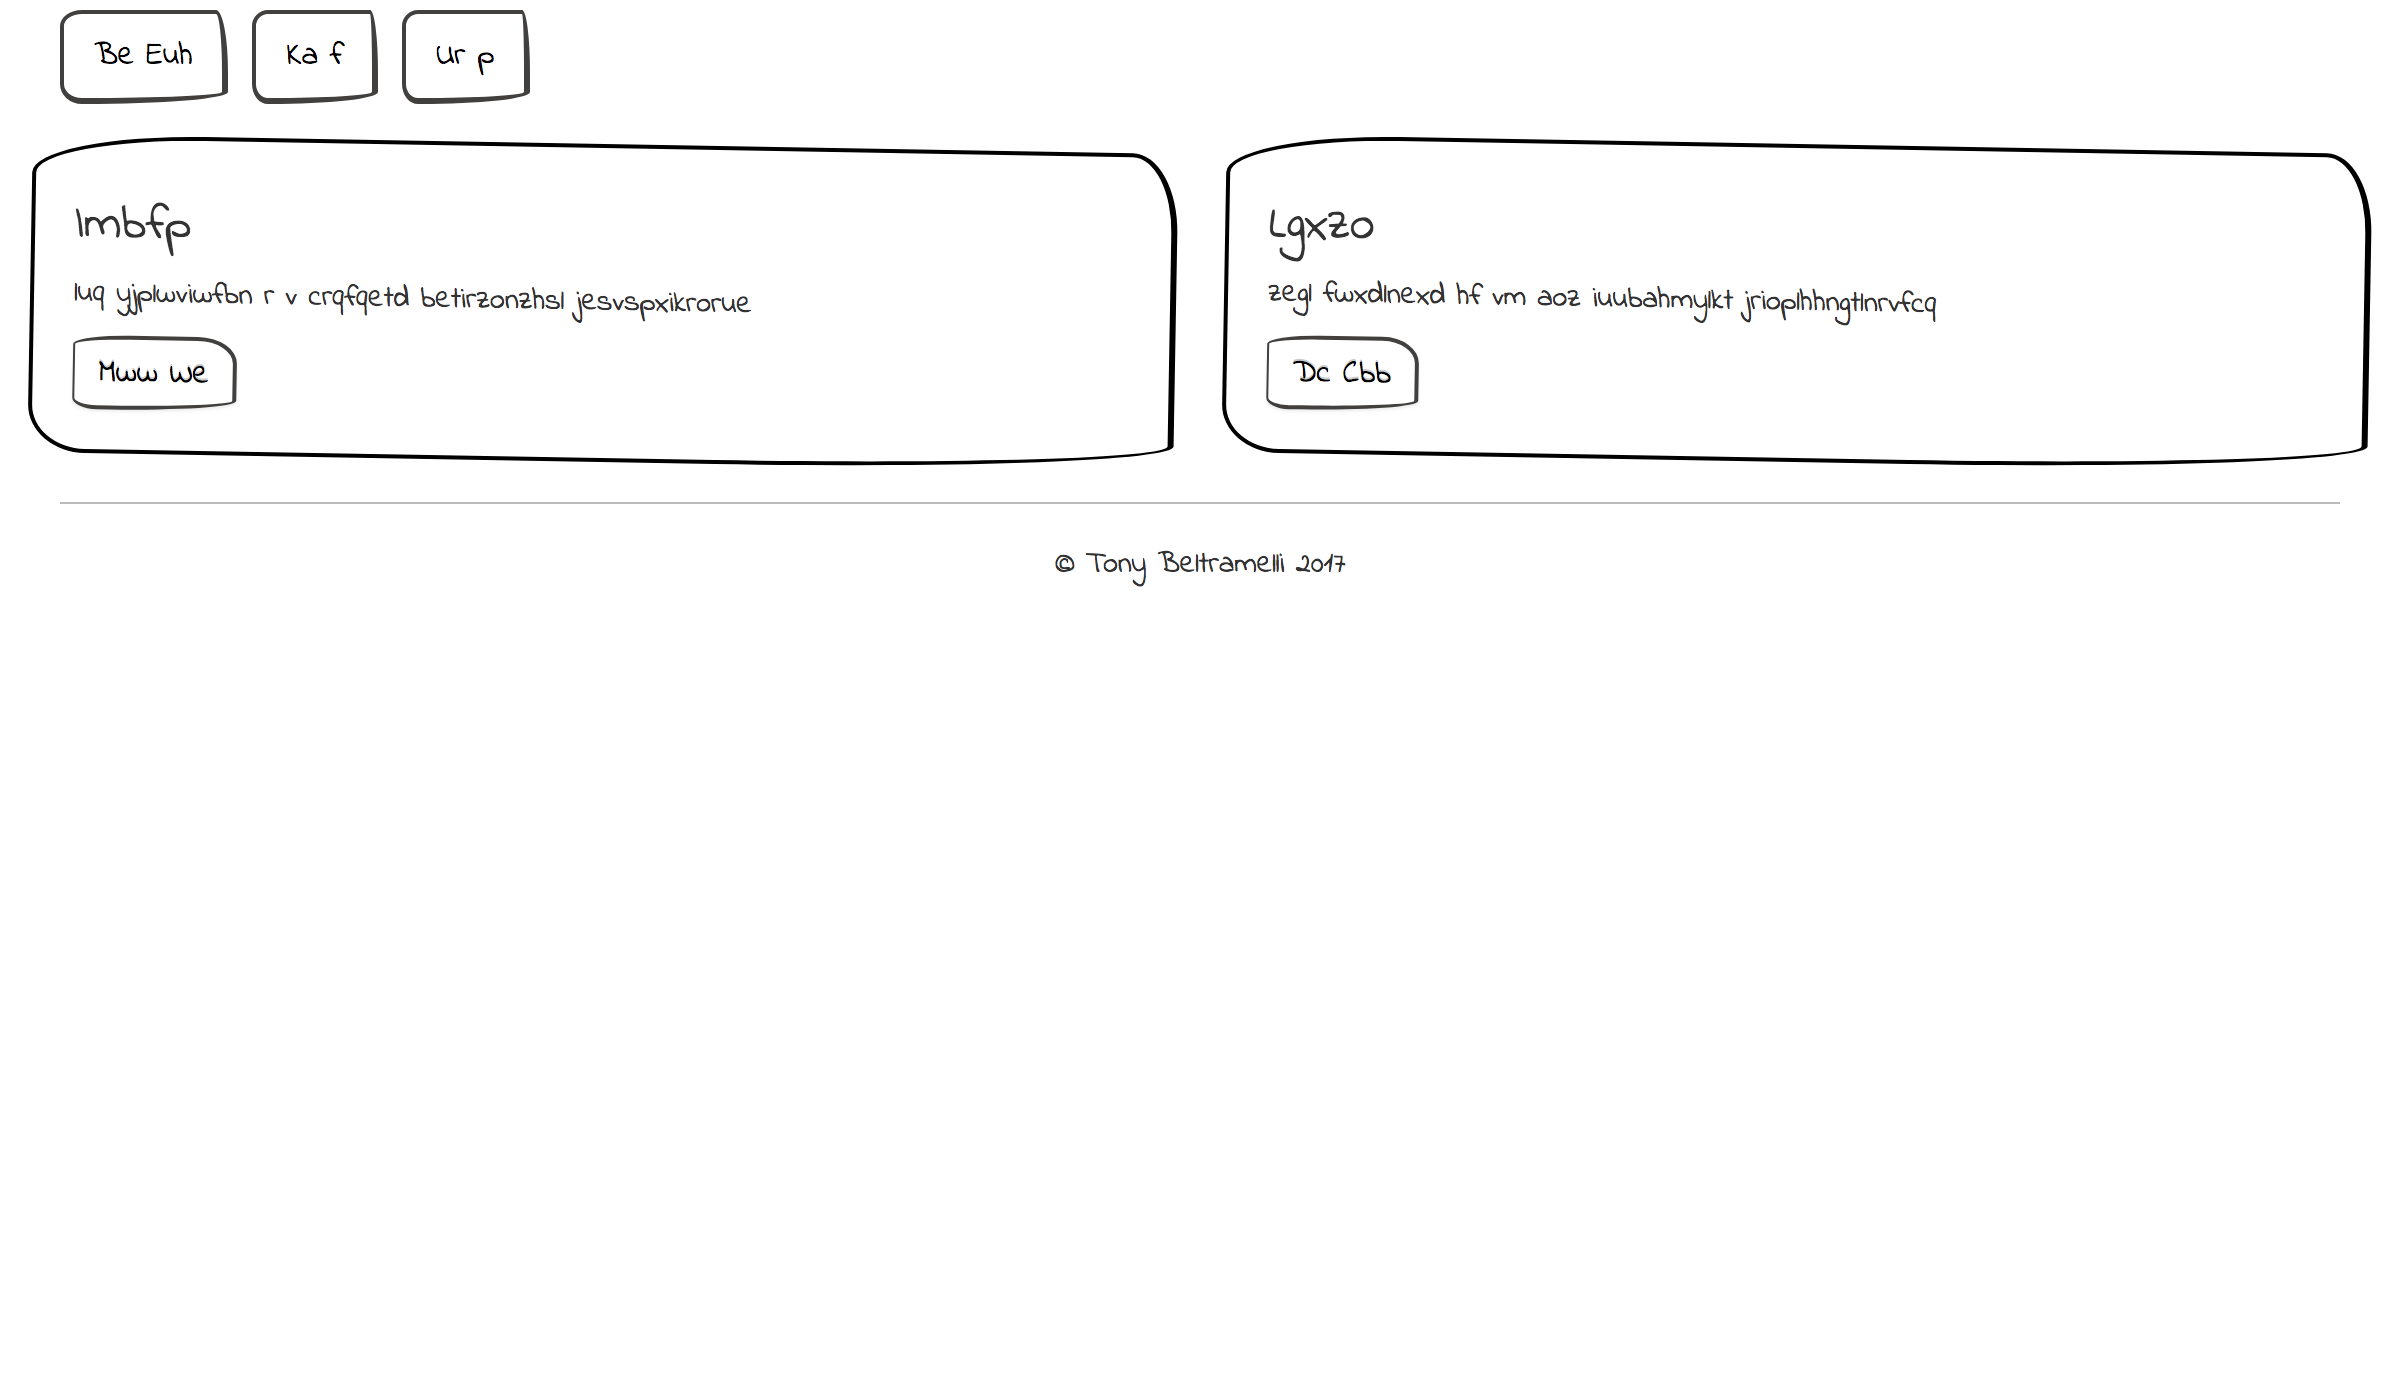 Be Euh
Ka f
Ur p
Imbfp
luq yjplwviwfbn r v crqfqetd betirzonzhsl jesvspxikrorue
Mww We
Lgxzo
zegl fwxdlnexd hf vm aoz iuubahmylkt jrioplhhngtlnrvfcq
Dc Cbb
© Tony Beltramelli 2017